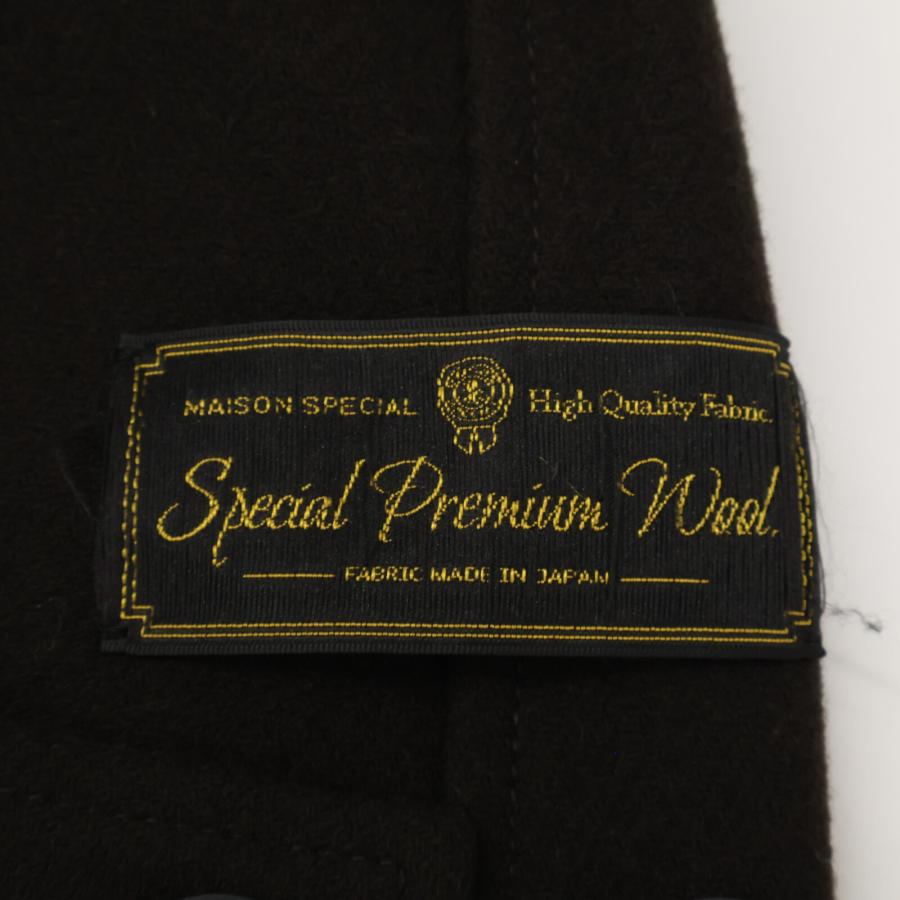 MAISON SPECIAL High Quality Fabric.
Special Premium Wool.
FABRIC MADE IN JAPAN